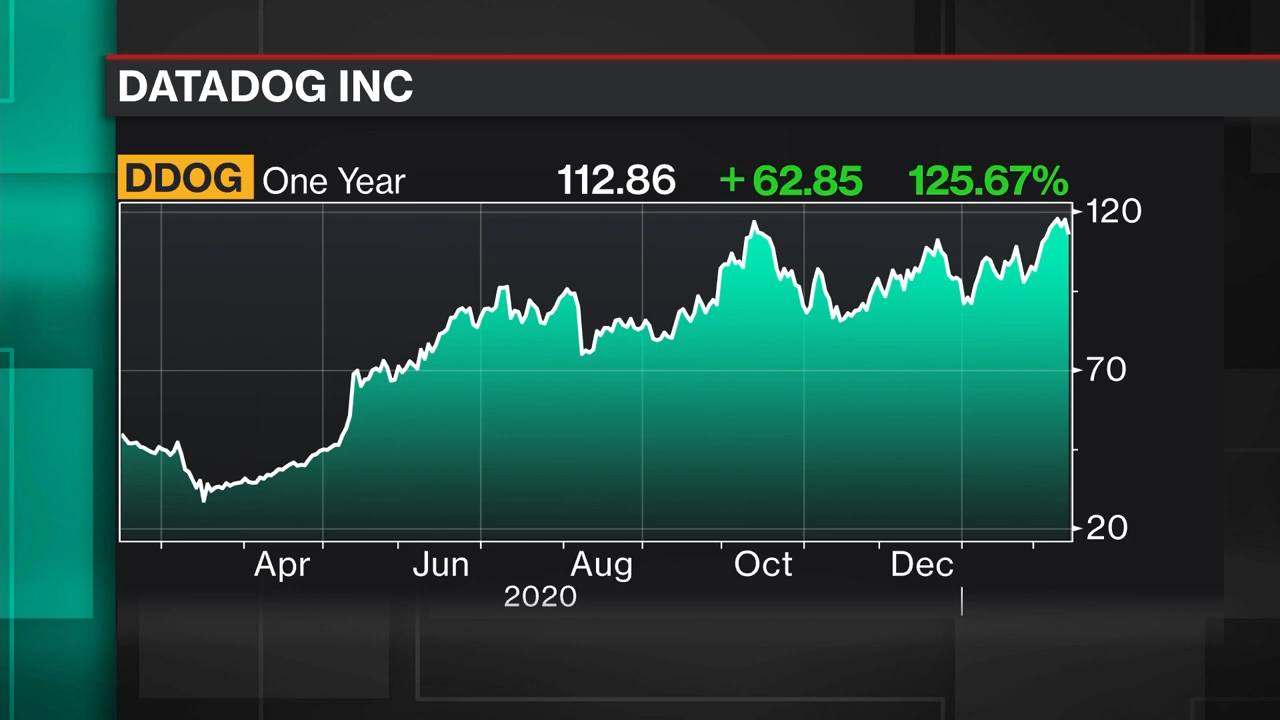 DATADOG INC
DDOG One Year 112.86 +62.85 125.67%
120
70
20
Apr Jun Aug Oct Dec
2020